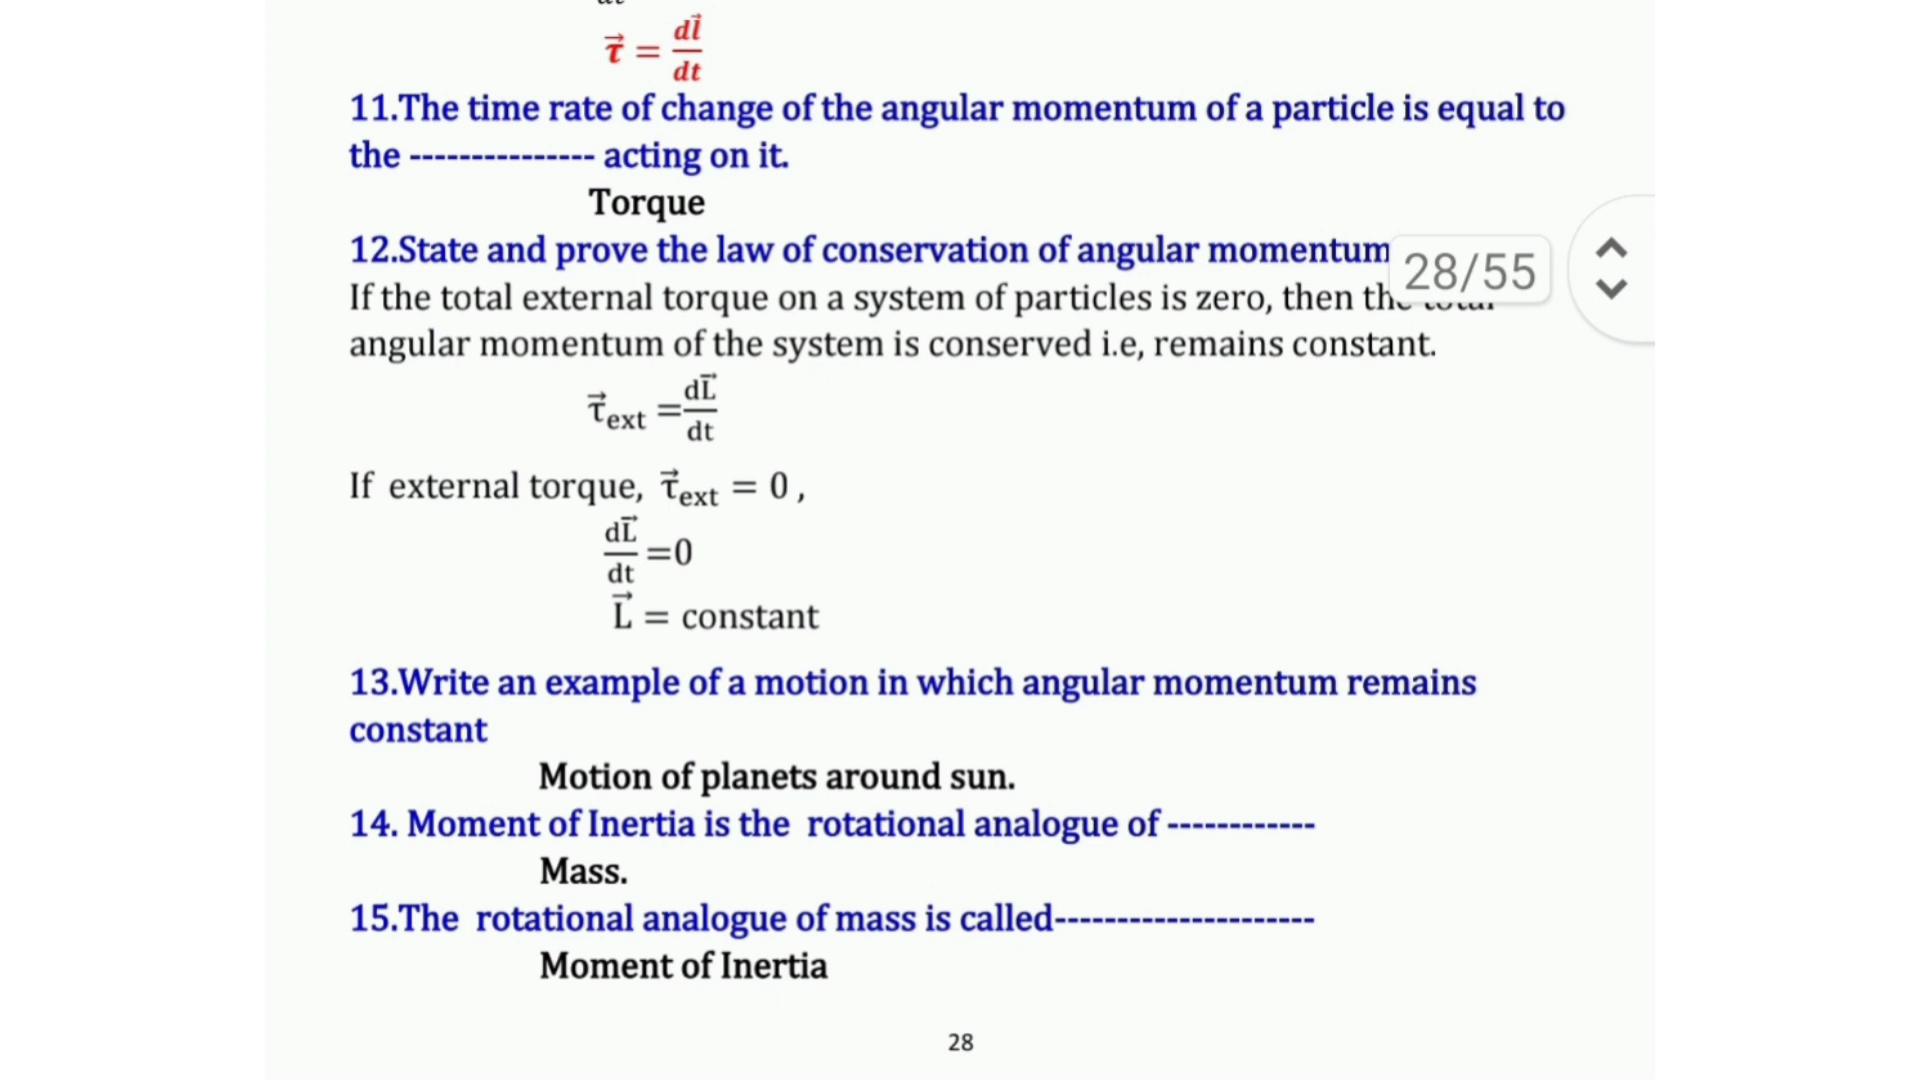 τ⃗ = dl⃗/dt
11.The time rate of change of the angular momentum of a particle is equal to
the --------------- acting on it.
Torque
12.State and prove the law of conservation of angular momentum
28/55
If the total external torque on a system of particles is zero, then the total
angular momentum of the system is conserved i.e, remains constant.
τ⃗ext =dL⃗/dt
If external torque, τ⃗ext = 0 ,
dL⃗/dt =0
L⃗ = constant
13.Write an example of a motion in which angular momentum remains
constant
Motion of planets around sun.
14. Moment of Inertia is the rotational analogue of ------------
Mass.
15.The rotational analogue of mass is called---------------------
Moment of Inertia
28